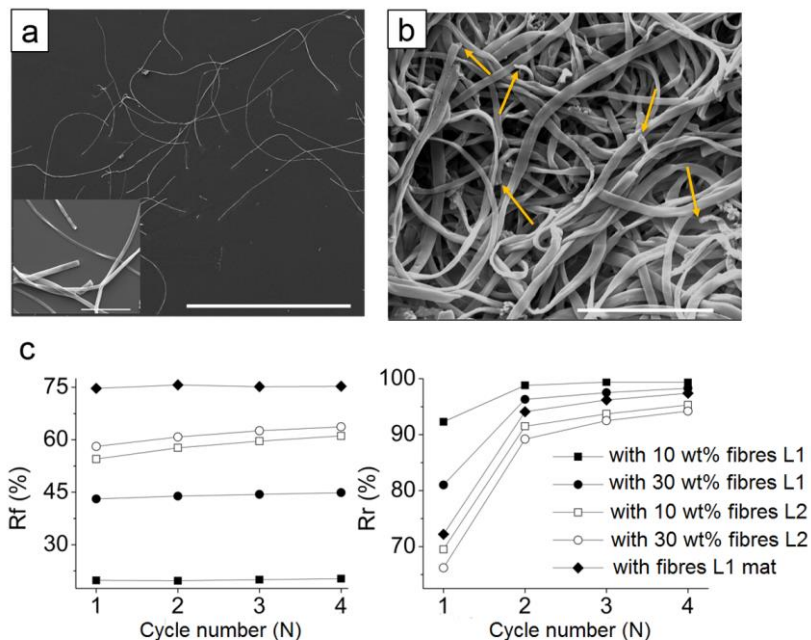 a
b
c
75
60
45
30
Rf (%)
1 2 3 4
Cycle number (N)
100
90
80
70
Rr (%)
1 2 3 4
Cycle number (N)
with 10 wt% fibres L1
with 30 wt% fibres L1
with 10 wt% fibres L2
with 30 wt% fibres L2
with fibres L1 mat